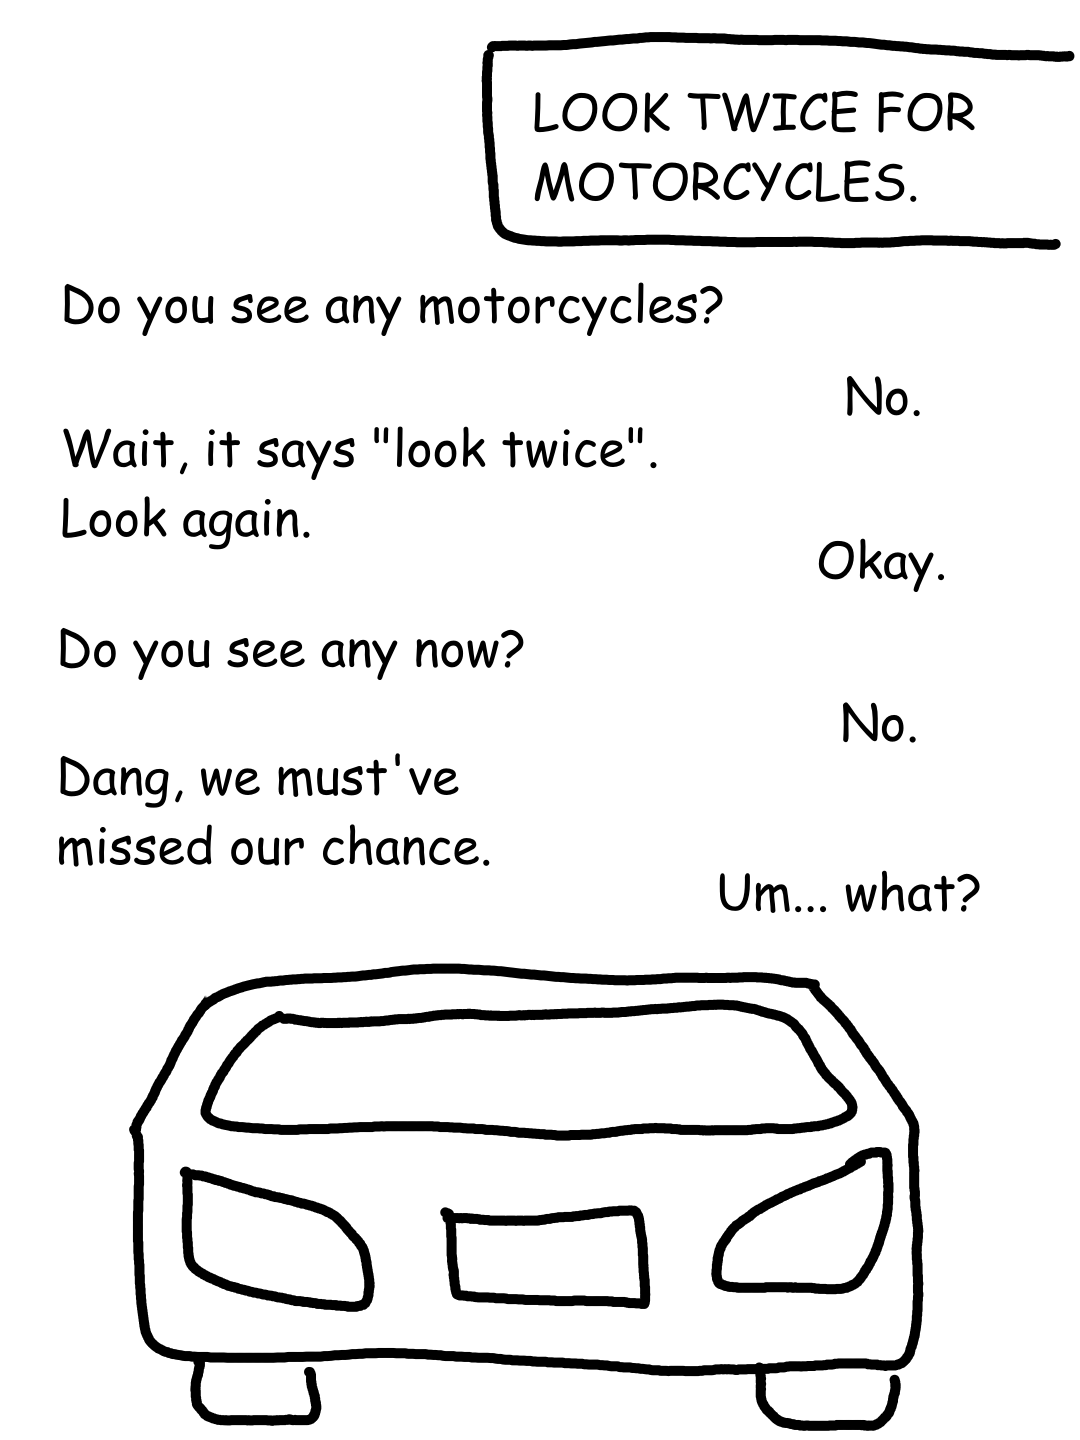 LOOK TWICE FOR
MOTORCYCLES.
Do you see any motorcycles?
No.
Wait, it says "look twice".
Look again.
Okay.
Do you see any now?
No.
Dang, we must've
missed our chance.
Um... what?